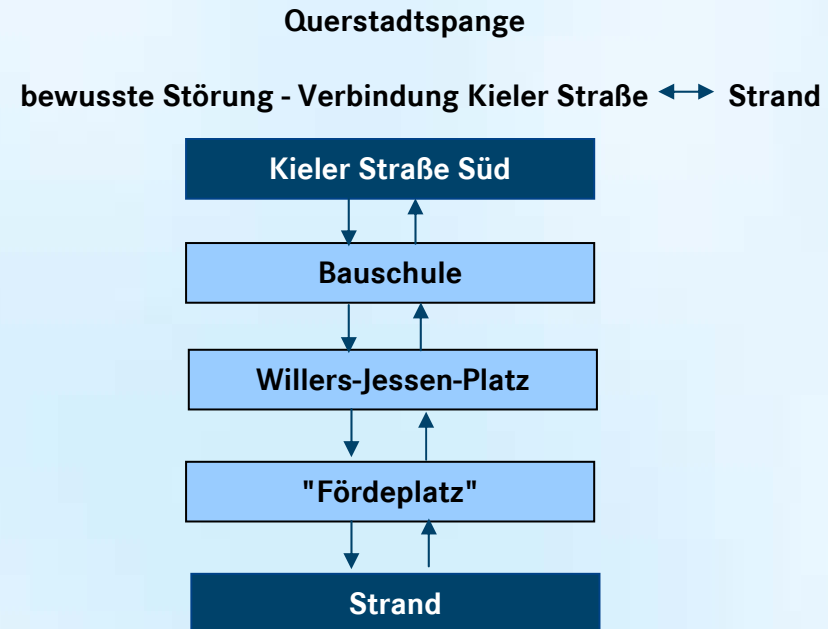 Querstadtspange
bewusste Störung - Verbindung Kieler Straße ↔ Strand
Kieler Straße Süd
Bauschule
Willers-Jessen-Platz
"Fördeplatz"
Strand